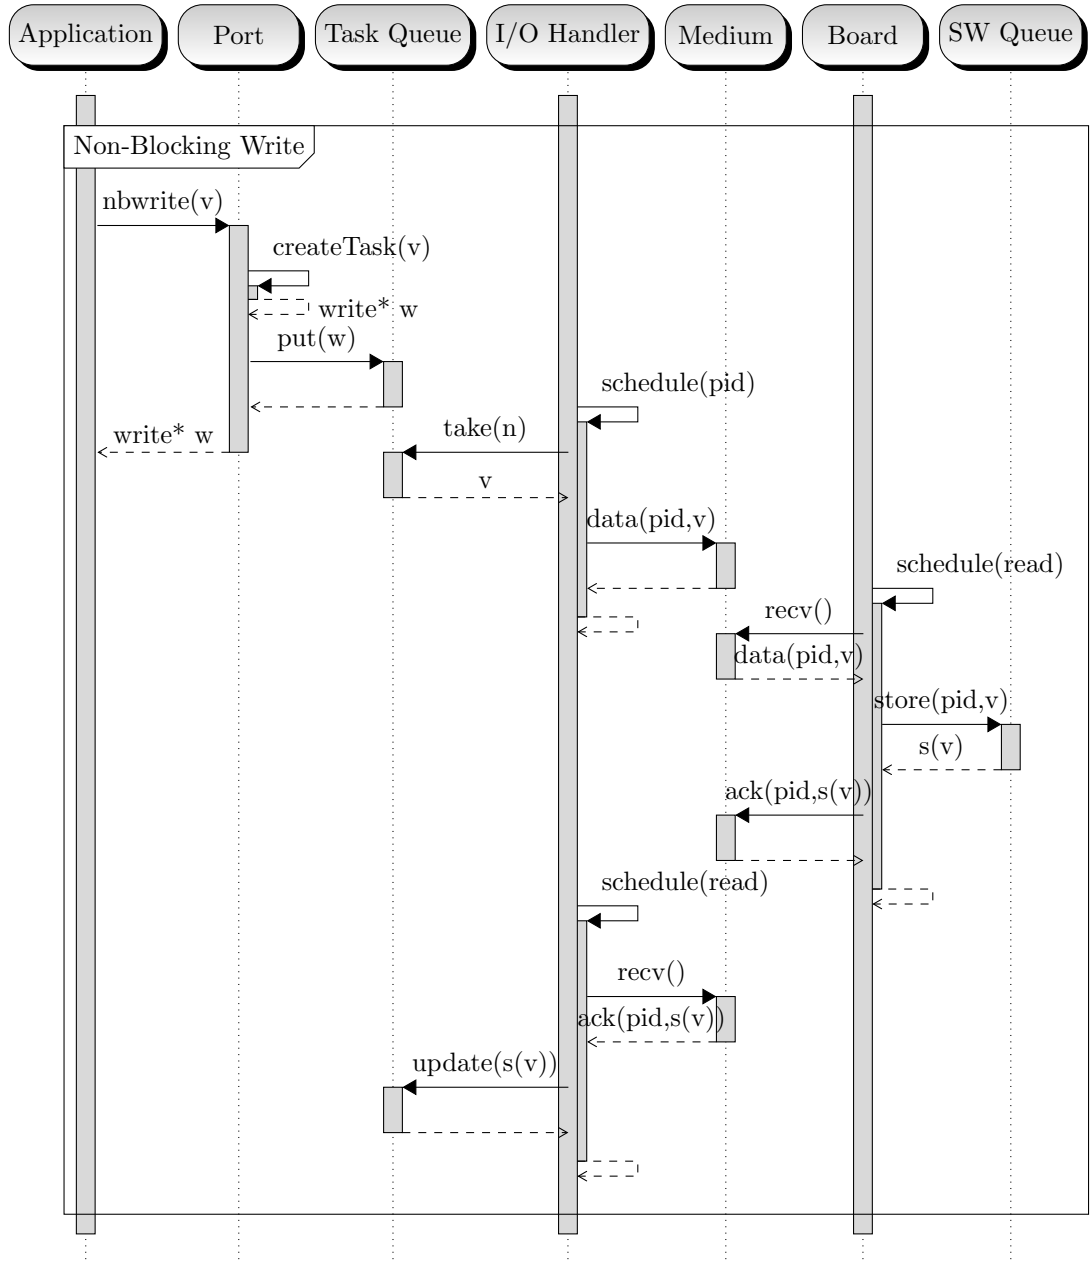 Application
Port
Task Queue
I/O Handler
Medium
Board
SW Queue
Non-Blocking Write
nbwrite(v)
createTask(v)
write* w
put(w)
schedule(pid)
take(n)
write* w
v
data(pid,v)
schedule(read)
recv()
data(pid,v)
store(pid,v)
s(v)
ack(pid,s(v))
schedule(read)
recv()
ack(pid,s(v))
update(s(v))